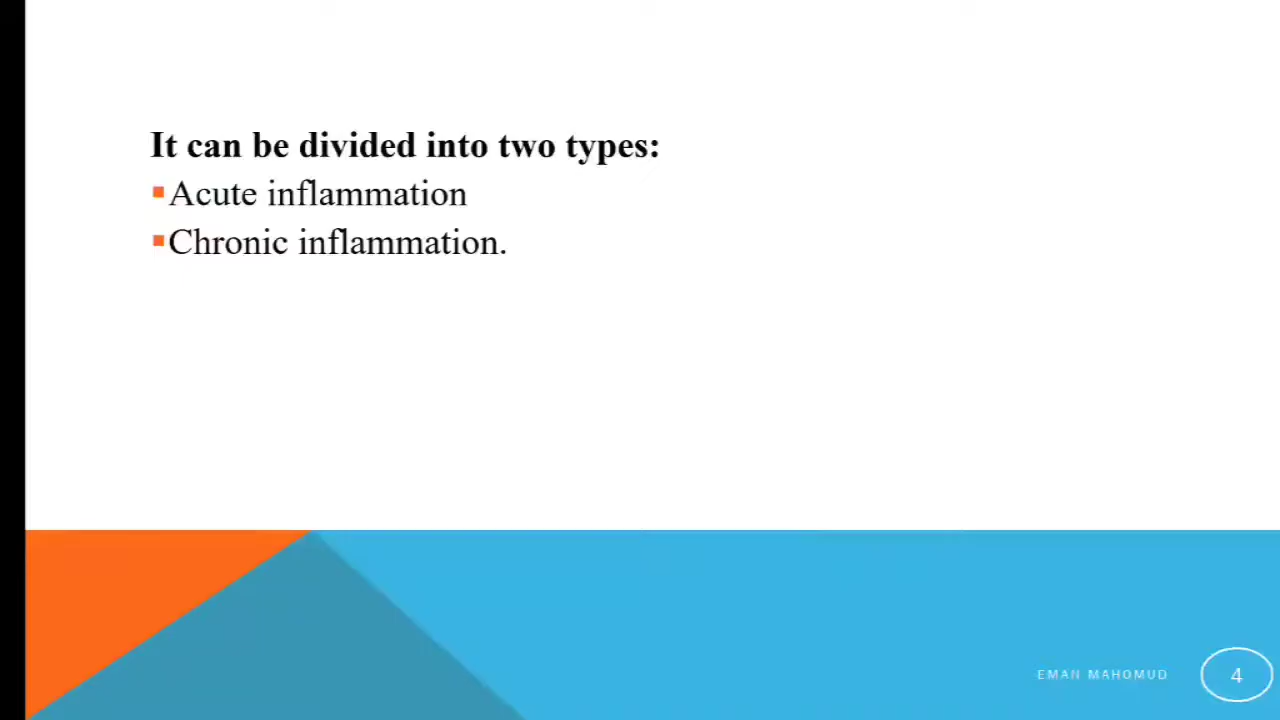 It can be divided into two types:
▪Acute inflammation
▪Chronic inflammation.
EMAN MAHOMUD
4